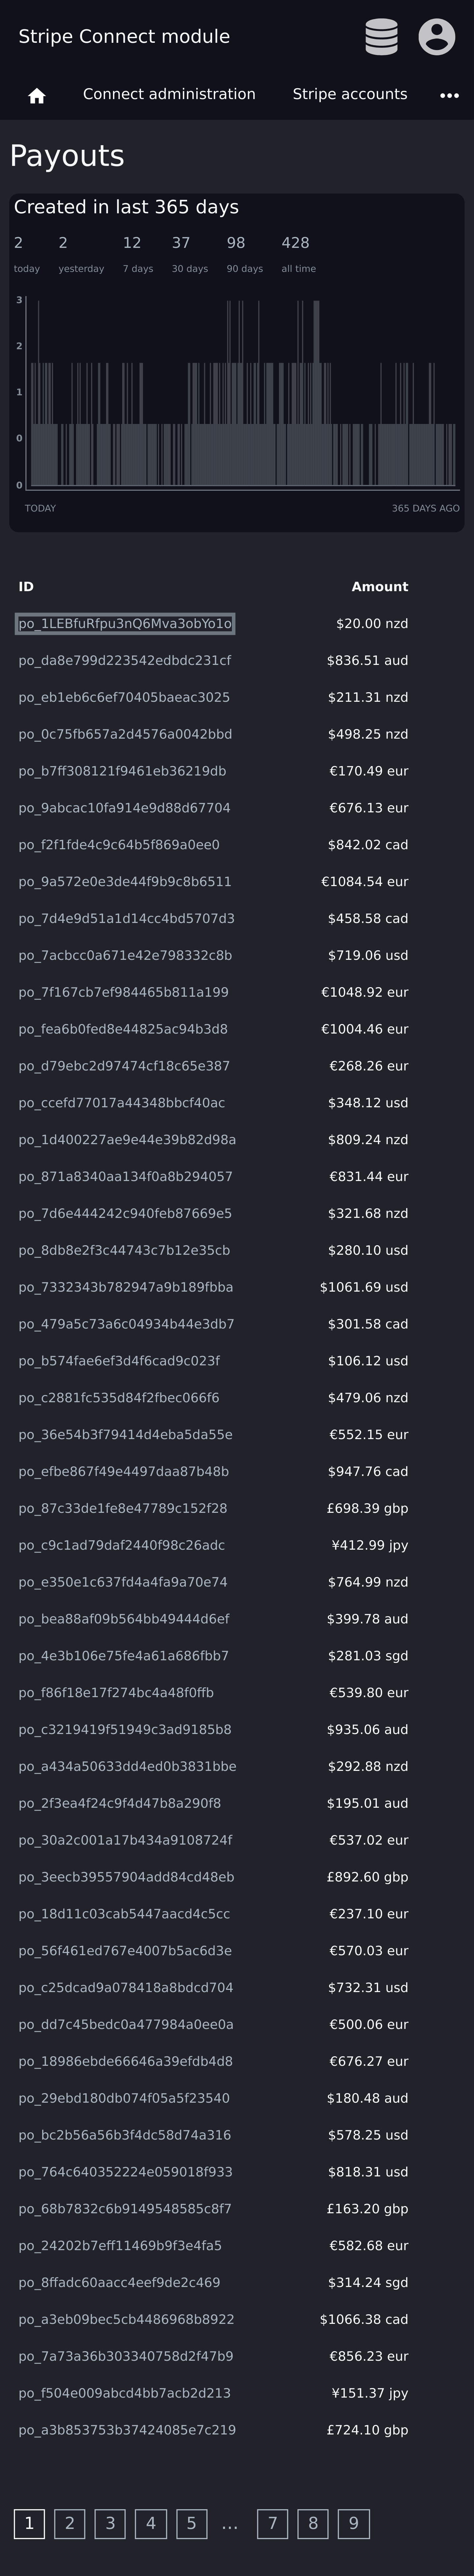 Stripe Connect module
Connect administration Stripe accounts
Payouts
Created in last 365 days
2 2 12 37 98 428
today yesterday 7 days 30 days 90 days all time
3
2
1
0
0
TODAY 365 DAYS AGO
ID Amount
po_1LEBfuRfpu3nQ6Mva3obYo1o $20.00 nzd
po_da8e799d223542edbdc231cf $836.51 aud
po_eb1eb6c6ef70405baeac3025 $211.31 nzd
po_0c75fb657a2d4576a0042bbd $498.25 nzd
po_b7ff308121f9461eb36219db €170.49 eur
po_9abcac10fa914e9d88d67704 €676.13 eur
po_f2f1fde4c9c64b5f869a0ee0 $842.02 cad
po_9a572e0e3de44f9b9c8b6511 €1084.54 eur
po_7d4e9d51a1d14cc4bd5707d3 $458.58 cad
po_7acbcc0a671e42e798332c8b $719.06 usd
po_7f167cb7ef984465b811a199 €1048.92 eur
po_fea6b0fed8e44825ac94b3d8 €1004.46 eur
po_d79ebc2d97474cf18c65e387 €268.26 eur
po_ccefd77017a44348bbcf40ac $348.12 usd
po_1d400227ae9e44e39b82d98a $809.24 nzd
po_871a8340aa134f0a8b294057 €831.44 eur
po_7d6e444242c940feb87669e5 $321.68 nzd
po_8db8e2f3c44743c7b12e35cb $280.10 usd
po_7332343b782947a9b189fbba $1061.69 usd
po_479a5c73a6c04934b44e3db7 $301.58 cad
po_b574fae6ef3d4f6cad9c023f $106.12 usd
po_c2881fc535d84f2fbec066f6 $479.06 nzd
po_36e54b3f79414d4eba5da55e €552.15 eur
po_efbe867f49e4497daa87b48b $947.76 cad
po_87c33de1fe8e47789c152f28 £698.39 gbp
po_c9c1ad79daf2440f98c26adc ¥412.99 jpy
po_e350e1c637fd4a4fa9a70e74 $764.99 nzd
po_bea88af09b564bb49444d6ef $399.78 aud
po_4e3b106e75fe4a61a686fbb7 $281.03 sgd
po_f86f18e17f274bc4a48f0ffb €539.80 eur
po_c3219419f51949c3ad9185b8 $935.06 aud
po_a434a50633dd4ed0b3831bbe $292.88 nzd
po_2f3ea4f24c9f4d47b8a290f8 $195.01 aud
po_30a2c001a17b434a9108724f €537.02 eur
po_3eecb39557904add84cd48eb £892.60 gbp
po_18d11c03cab5447aacd4c5cc €237.10 eur
po_56f461ed767e4007b5ac6d3e €570.03 eur
po_c25dcad9a078418a8bdcd704 $732.31 usd
po_dd7c45bedc0a477984a0ee0a €500.06 eur
po_18986ebde66646a39efdb4d8 €676.27 eur
po_29ebd180db074f05a5f23540 $180.48 aud
po_bc2b56a56b3f4dc58d74a316 $578.25 usd
po_764c640352224e059018f933 $818.31 usd
po_68b7832c6b9149548585c8f7 £163.20 gbp
po_24202b7eff11469b9f3e4fa5 €582.68 eur
po_8ffadc60aacc4eef9de2c469 $314.24 sgd
po_a3eb09bec5cb4486968b8922 $1066.38 cad
po_7a73a36b303340758d2f47b9 €856.23 eur
po_f504e009abcd4bb7acb2d213 ¥151.37 jpy
po_a3b853753b37424085e7c219 £724.10 gbp
1 2 3 4 5 ... 7 8 9